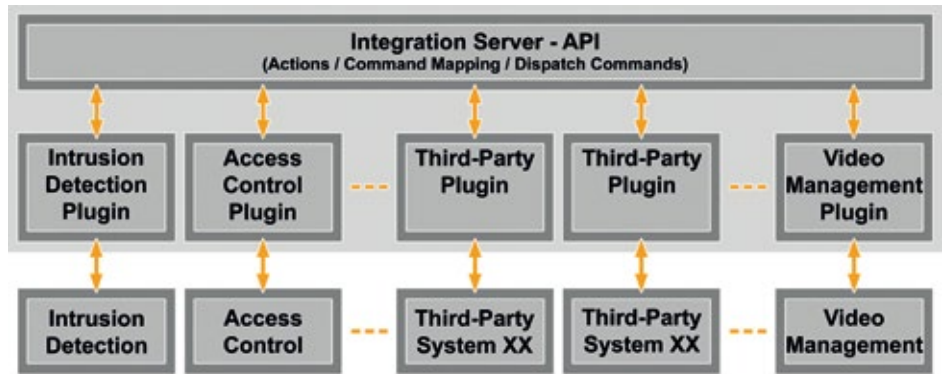 Integration Server - API
(Actions / Command Mapping / Dispatch Commands)
Intrusion
Detection
Plugin
Access
Control
Plugin
Third-Party
Plugin
Third-Party
Plugin
Video
Management
Plugin
Intrusion
Detection
Access
Control
Third-Party
System XX
Third-Party
System XX
Video
Management